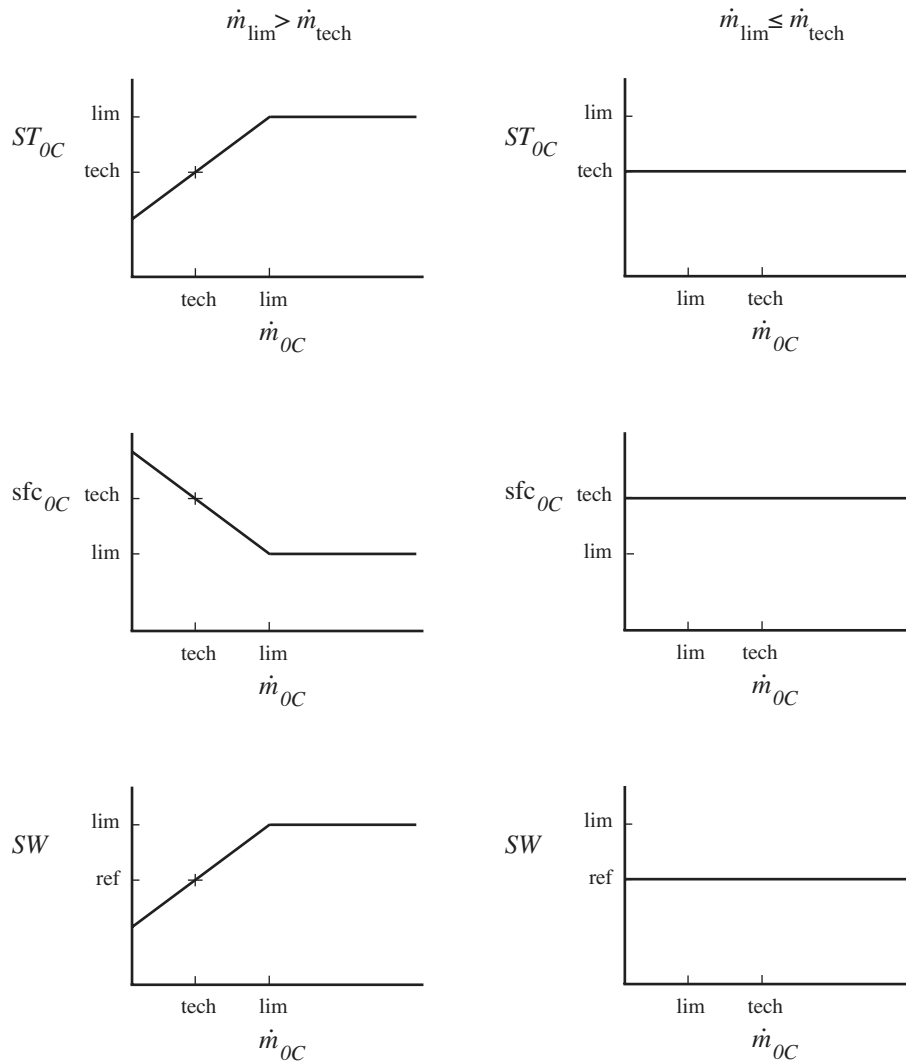 ṁlim > ṁtech
ṁlim ≤ ṁtech
ST0C
lim
tech
tech
lim
ṁ0C
ST0C
lim
tech
lim
tech
ṁ0C
sfc0C
tech
lim
tech
lim
ṁ0C
sfc0C
tech
lim
lim
tech
ṁ0C
SW
lim
ref
tech
lim
ṁ0C
SW
lim
ref
lim
tech
ṁ0C